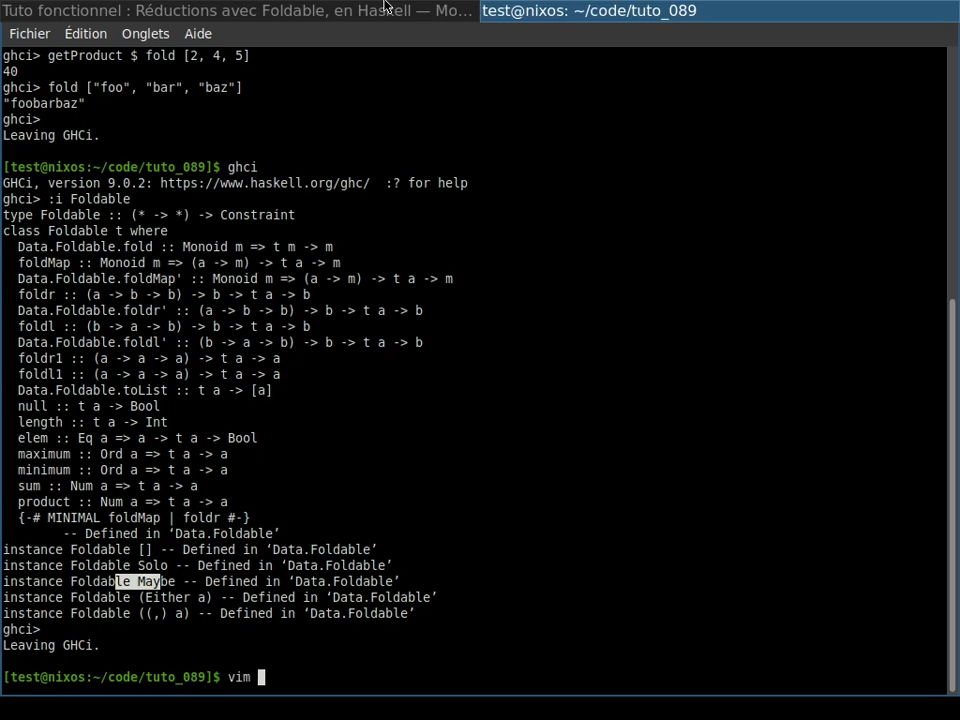 Tuto fonctionnel : Réductions avec Foldable, en Haskell — Mo…
test@nixos: ~/code/tuto_089
Fichier Édition Onglets Aide
ghci> getProduct $ fold [2, 4, 5]
40
ghci> fold ["foo", "bar", "baz"]
"foobarbaz"
ghci>
Leaving GHCi.
[test@nixos:~/code/tuto_089]$ ghci
GHCi, version 9.0.2: https://www.haskell.org/ghc/  :? for help
ghci> :i Foldable
type Foldable :: (* -> *) -> Constraint
class Foldable t where
  Data.Foldable.fold :: Monoid m => t m -> m
  foldMap :: Monoid m => (a -> m) -> t a -> m
  Data.Foldable.foldMap' :: Monoid m => (a -> m) -> t a -> m
  foldr :: (a -> b -> b) -> b -> t a -> b
  Data.Foldable.foldr' :: (a -> b -> b) -> b -> t a -> b
  foldl :: (b -> a -> b) -> b -> t a -> b
  Data.Foldable.foldl' :: (b -> a -> b) -> b -> t a -> b
  foldr1 :: (a -> a -> a) -> t a -> a
  foldl1 :: (a -> a -> a) -> t a -> a
  Data.Foldable.toList :: t a -> [a]
  null :: t a -> Bool
  length :: t a -> Int
  elem :: Eq a => a -> t a -> Bool
  maximum :: Ord a => t a -> a
  minimum :: Ord a => t a -> a
  sum :: Num a => t a -> a
  product :: Num a => t a -> a
  {-# MINIMAL foldMap | foldr #-}
        -- Defined in ‘Data.Foldable’
instance Foldable [] -- Defined in ‘Data.Foldable’
instance Foldable Solo -- Defined in ‘Data.Foldable’
instance Foldable Maybe -- Defined in ‘Data.Foldable’
instance Foldable (Either a) -- Defined in ‘Data.Foldable’
instance Foldable ((,) a) -- Defined in ‘Data.Foldable’
ghci>
Leaving GHCi.
[test@nixos:~/code/tuto_089]$ vim